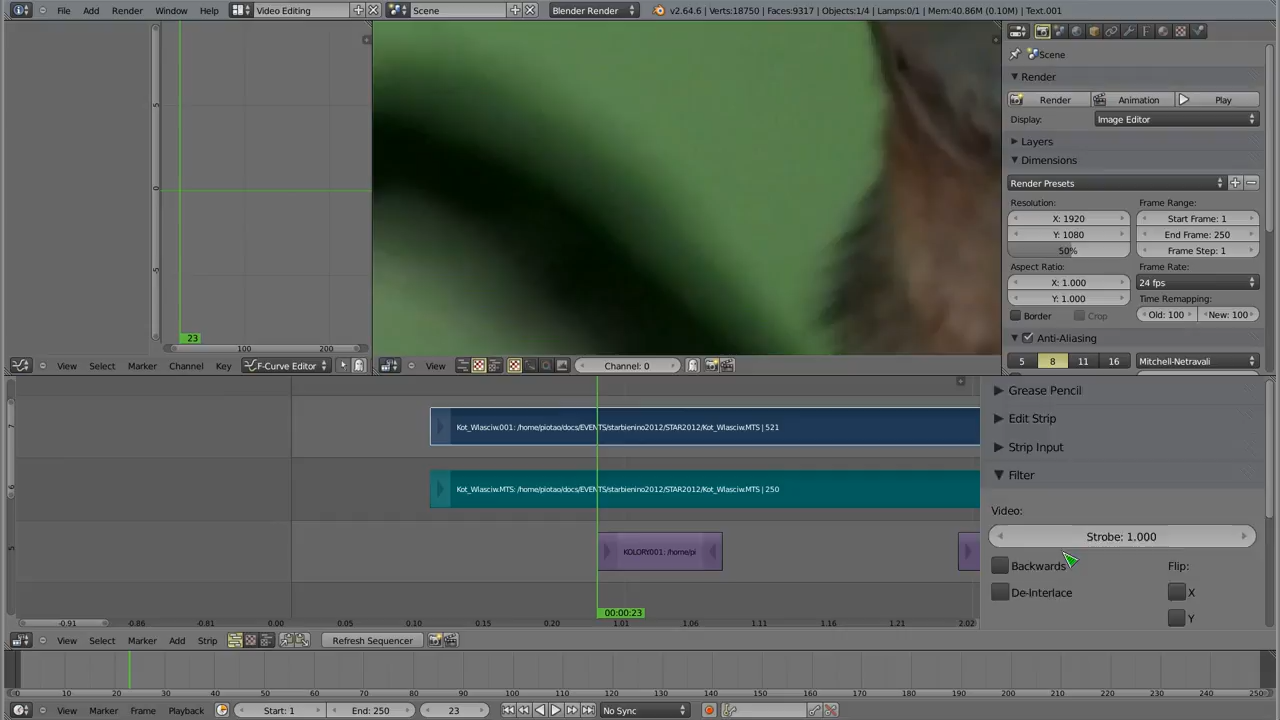 File Add Render Window Help Video Editing Scene Blender Render v2.64.6 | Verts:18750 | Faces:9317 | Objects:1/4 | Lamps:0/1 | Mem:40.86M (0.10M) | Text.001
Scene
Render
Render Animation Play
Display: Image Editor
Layers
Dimensions
Render Presets
Resolution: Frame Range:
X: 1920 Start Frame: 1
Y: 1080 End Frame: 250
50% Frame Step: 1
Aspect Ratio: Frame Rate:
X: 1.000 24 fps
Y: 1.000 Time Remapping:
Border Crop Old: 100 New: 100
Anti-Aliasing
5 8 11 16 Mitchell-Netravali
5
0
-5
23
100 200
View Select Marker Channel Key F-Curve Editor
View Channel: 0
7
Kot_Wlasciw.001: /home/piotao/docs/EVENTS/starbienino2012/STAR2012/Kot_Wlasciw.MTS | 521
6
Kot_Wlasciw.MTS: /home/piotao/docs/EVENTS/starbienino2012/STAR2012/Kot_Wlasciw.MTS | 250
5
KOLORY001: /home/pi
00:00:23
-0.91 -0.86 -0.81 0.00 0.05 0.10 0.15 0.20 1.01 1.06 1.11 1.16 1.21 2.02
View Select Marker Add Strip Refresh Sequencer
Grease Pencil
Edit Strip
Strip Input
Filter
Video:
Strobe: 1.000
Backwards Flip:
De-Interlace X
Y
0 10 20 30 40 50 60 70 80 90 100 110 120 130 140 150 160 170 180 190 200 210 220 230 240 250
View Marker Frame Playback Start: 1 End: 250 23 No Sync